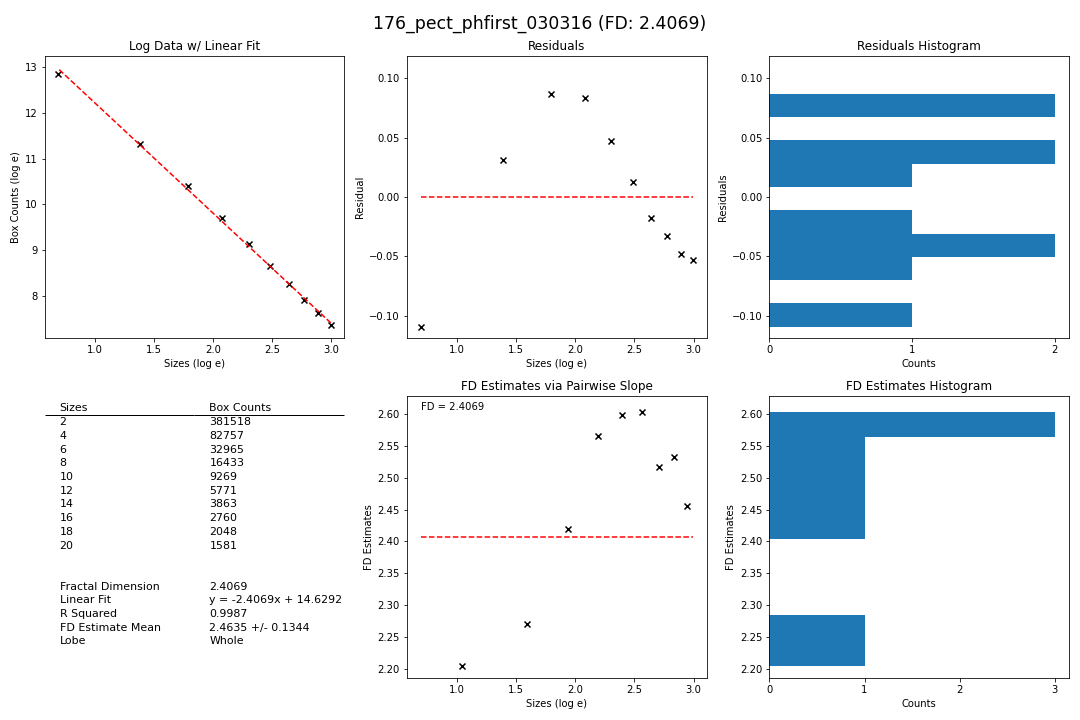 176_pect_phfirst_030316 (FD: 2.4069)
Log Data w/ Linear Fit
Box Counts (log e)
13
12
11
10
9
8
1.0 1.5 2.0 2.5 3.0
Sizes (log e)
Residuals
Residual
0.10
0.05
0.00
−0.05
−0.10
1.0 1.5 2.0 2.5 3.0
Sizes (log e)
Residuals Histogram
Residuals
0.10
0.05
0.00
−0.05
−0.10
0 1 2
Counts
Sizes Box Counts
2 381518
4 82757
6 32965
8 16433
10 9269
12 5771
14 3863
16 2760
18 2048
20 1581
Fractal Dimension 2.4069
Linear Fit y = -2.4069x + 14.6292
R Squared 0.9987
FD Estimate Mean 2.4635 +/- 0.1344
Lobe Whole
FD Estimates via Pairwise Slope
FD = 2.4069
FD Estimates
2.60
2.55
2.50
2.45
2.40
2.35
2.30
2.25
2.20
1.0 1.5 2.0 2.5 3.0
Sizes (log e)
FD Estimates Histogram
FD Estimates
2.60
2.55
2.50
2.45
2.40
2.35
2.30
2.25
2.20
0 1 2 3
Counts